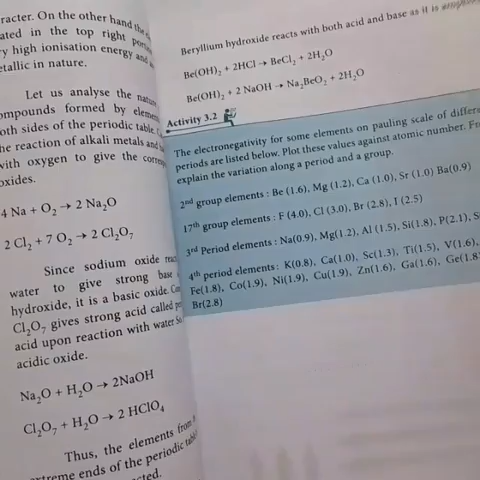 racter. On the other hand the
ated in the top right
ry high ionisation energy and
etallic in nature.
Let us analyse the
ompounds formed by
oth sides of the periodic table.
the reaction of alkali metals and
with oxygen to give the
oxides.
4 Na + O₂ → 2 Na₂O
2 Cl₂ + 7 O₂ → 2 Cl₂O₇
Since sodium oxide
water to give strong base
hydroxide, it is a basic oxide.
Cl₂O₇ gives strong acid called
acid upon reaction with water
acidic oxide.
Na₂O + H₂O → 2NaOH
Cl₂O₇ + H₂O → 2 HClO₄
Thus, the elements from
extreme ends of the periodic
Beryllium hydroxide reacts with both acid and base as it is
Be(OH)₂ + 2HCl → BeCl₂ + 2H₂O
Be(OH)₂ + 2 NaOH → Na₂BeO₂ + 2H₂O
Activity 3.2
The electronegativity for some elements on pauling scale of
periods are listed below. Plot these values against atomic number.
explain the variation along a period and a group.
2nd group elements : Be (1.6), Mg (1.2), Ca (1.0), Sr (1.0) Ba(0.9)
17th group elements : F (4.0), Cl (3.0), Br (2.8), I (2.5)
3rd Period elements : Na(0.9), Mg(1.2), Al (1.5), Si(1.8), P(2.1),
4th period elements : K(0.8), Ca(1.0), Sc(1.3), Ti(1.5), V(1.6),
Fe(1.8), Co(1.9), Ni(1.9), Cu(1.9), Zn(1.6), Ga(1.6), Ge(1.8)
Br(2.8)